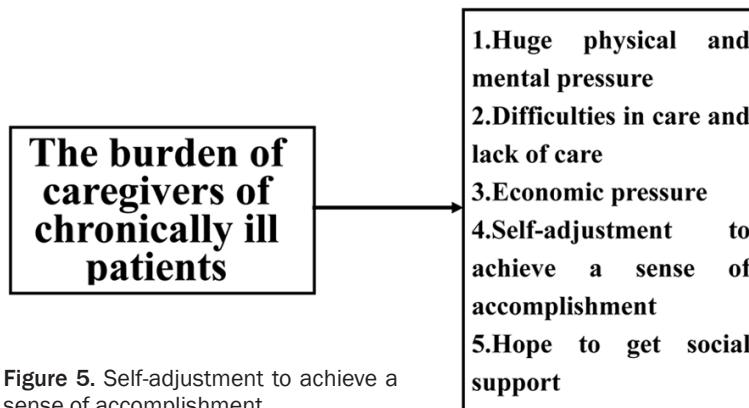 The burden of
caregivers of
chronically ill
patients
1.Huge physical and
mental pressure
2.Difficulties in care and
lack of care
3.Economic pressure
4.Self-adjustment to
achieve a sense of
accomplishment
5.Hope to get social
support
Figure 5. Self-adjustment to achieve a
sense of accomplishment